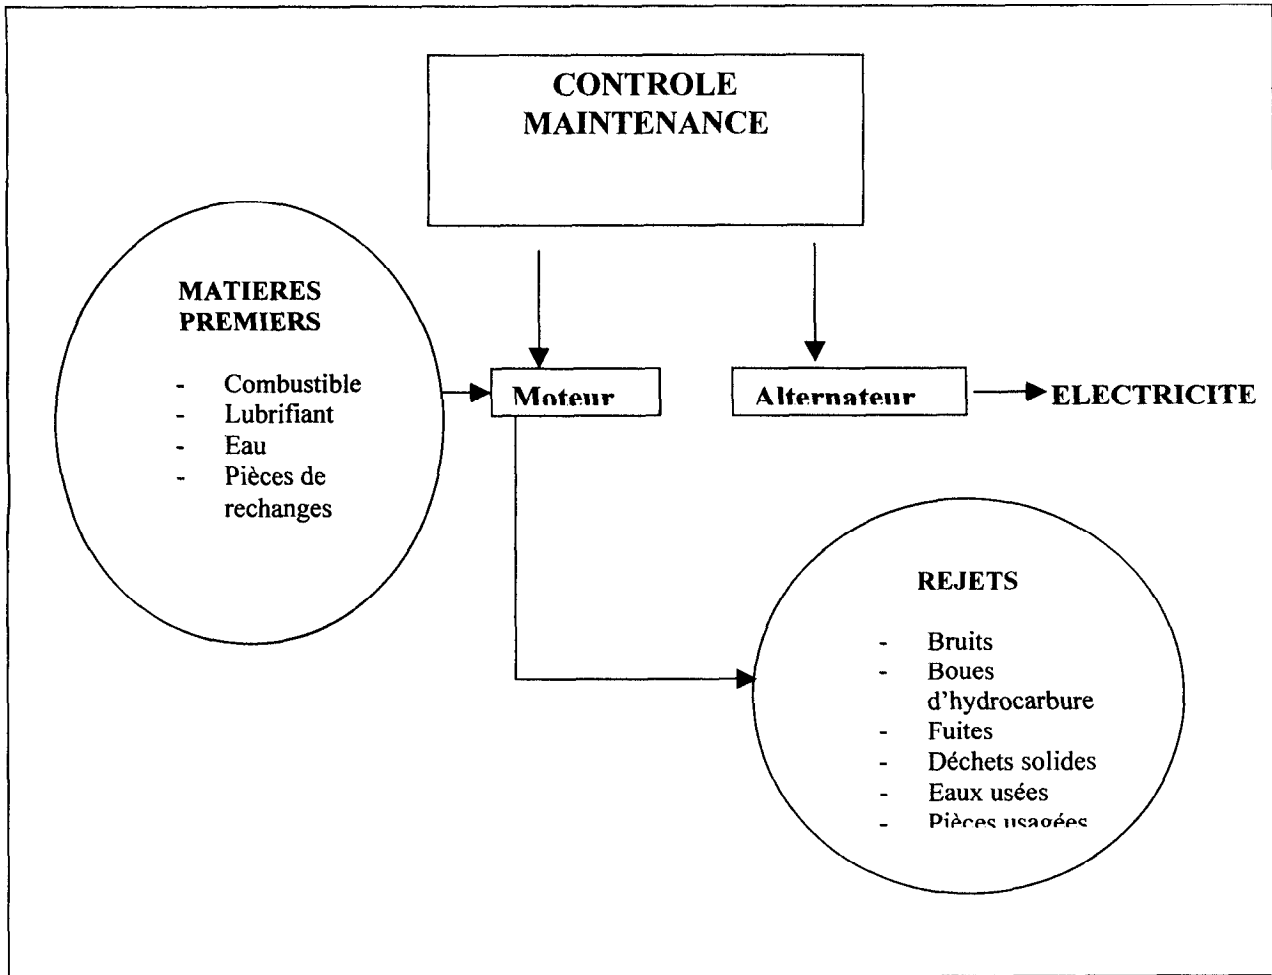 CONTROLE
MAINTENANCE
MATIERES
PREMIERS
- Combustible
- Lubrifiant
- Eau
- Pièces de
rechanges
Moteur
Alternateur
ELECTRICITE
REJETS
- Bruits
- Boues
d'hydrocarbure
- Fuites
- Déchets solides
- Eaux usées
- Pièces usagées